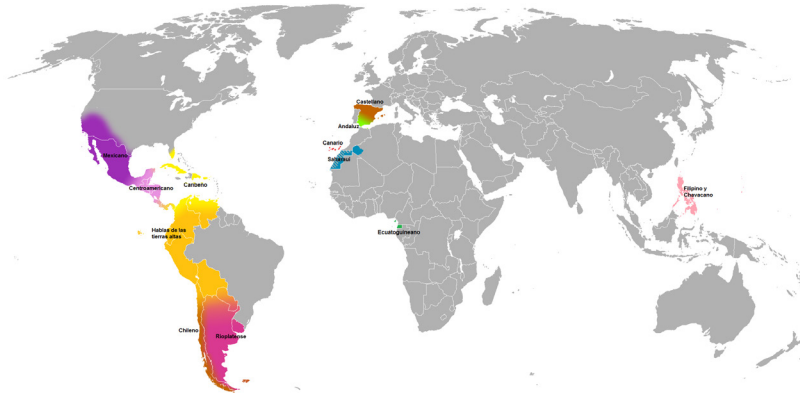 Castellano
Andaluz
Canario
Mexicano
Saharaui
Filipino y
Chavacano
Centroamericano
Caribeño
Hablas de las
tierras altas
Ecuatoguineano
Chileno
Rioplatense